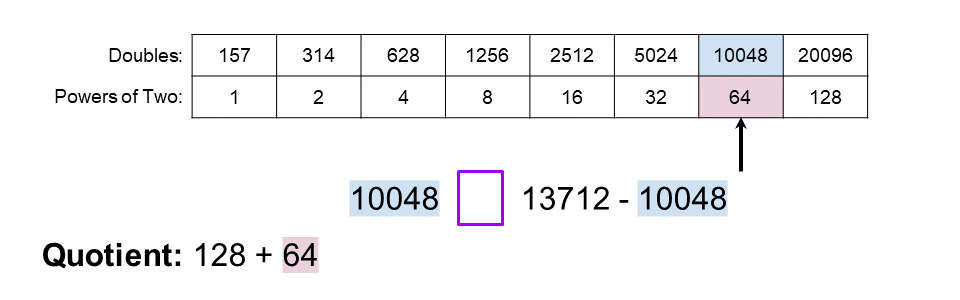 Doubles: 157 314 628 1256 2512 5024 10048 20096
Powers of Two: 1 2 4 8 16 32 64 128
10048 13712 - 10048
Quotient: 128 + 64